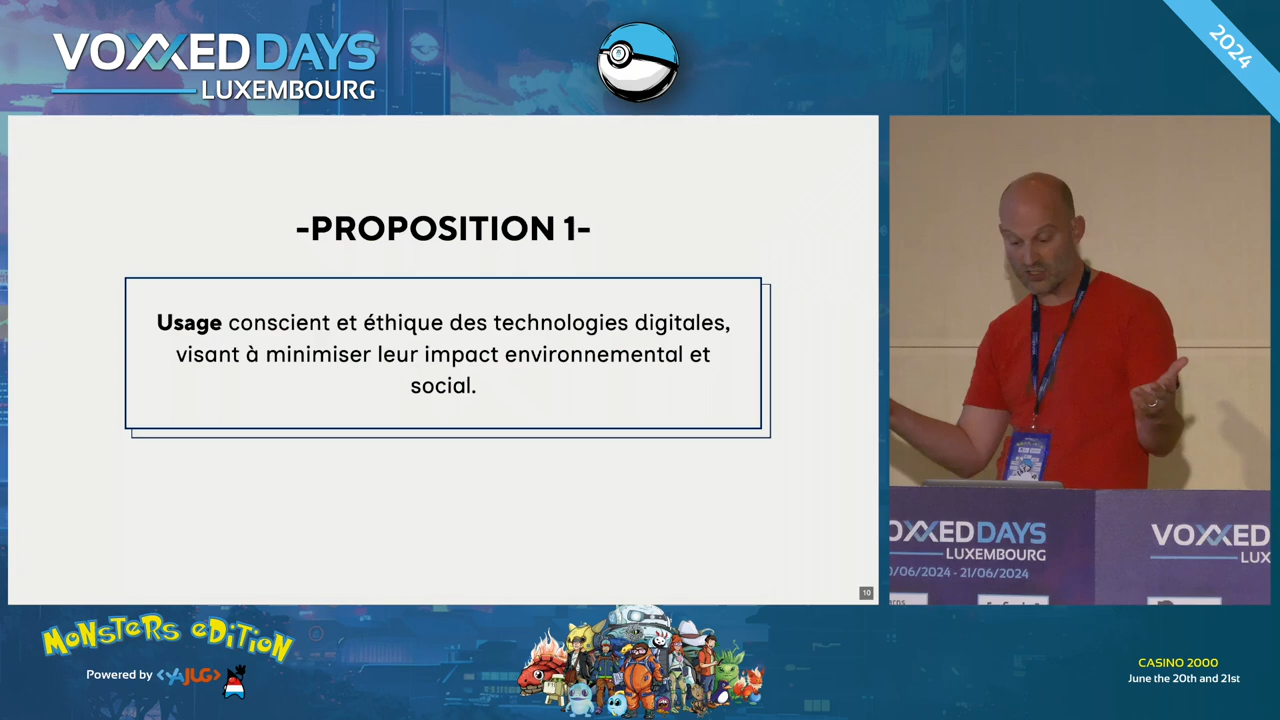 VOXXED DAYS
LUXEMBOURG
2024
-PROPOSITION 1-
Usage conscient et éthique des technologies digitales,
visant à minimiser leur impact environnemental et
social.
10
VOXXED DAYS
LUXEMBOURG
/06/2024 - 21/06/2024
VOXXED
LUX
MONSTERS EDITION
Powered by <YAJUG>
CASINO 2000
June the 20th and 21st